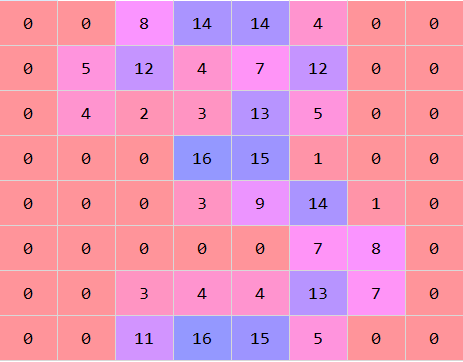 0 0 8 14 14 4 0 0
0 5 12 4 7 12 0 0
0 4 2 3 13 5 0 0
0 0 0 16 15 1 0 0
0 0 0 3 9 14 1 0
0 0 0 0 0 7 8 0
0 0 3 4 4 13 7 0
0 0 11 16 15 5 0 0